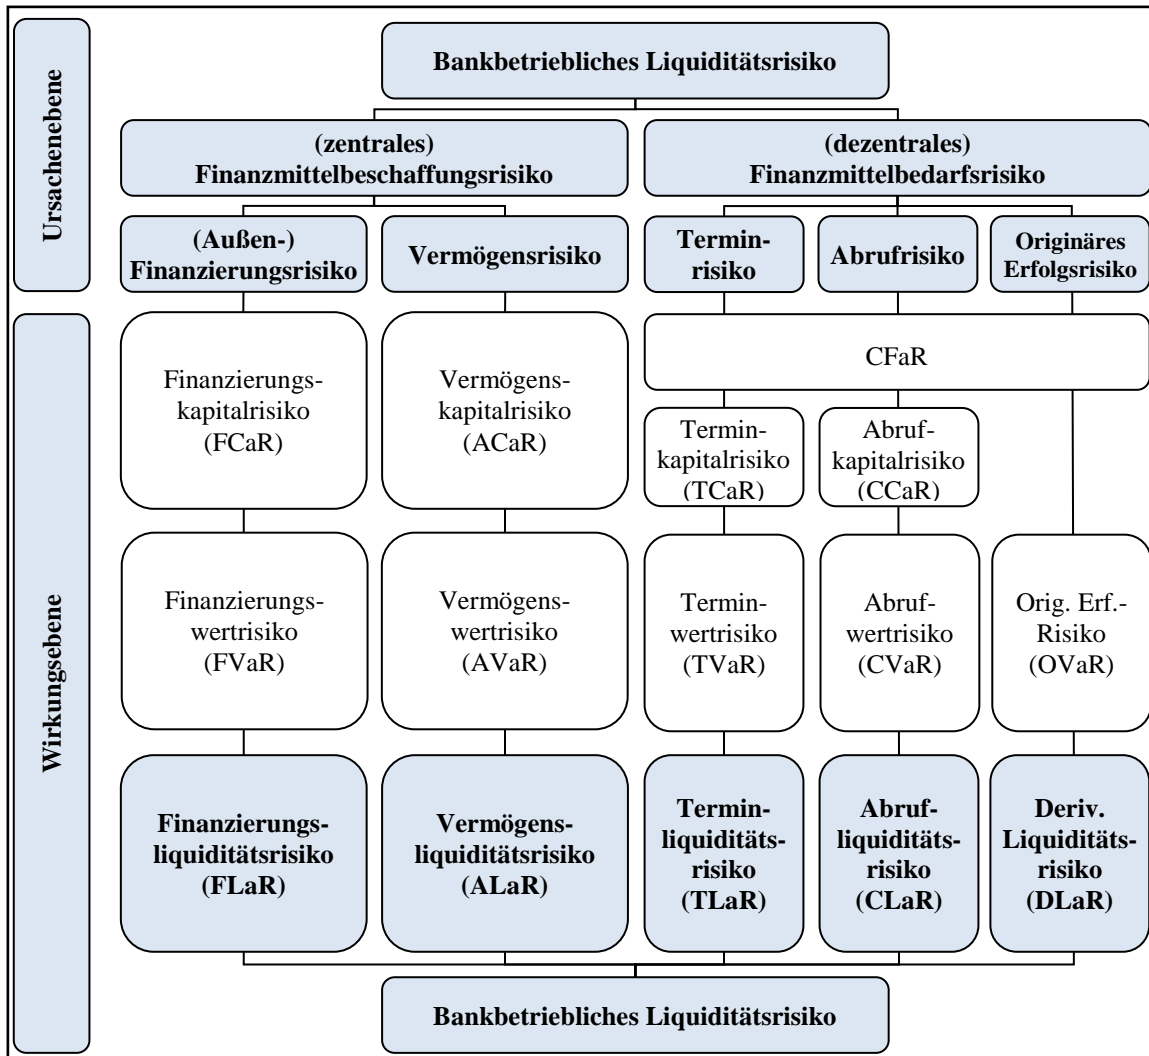 Ursachenebene
Bankbetriebliches Liquiditätsrisiko
(zentrales)
Finanzmittelbeschaffungsrisiko
(dezentrales)
Finanzmittelbedarfsrisiko
(Außen-)
Finanzierungsrisiko
Vermögensrisiko
Termin-
risiko
Abrufrisiko
Originäres
Erfolgsrisiko
Wirkungsebene
CFaR
Finanzierungs-
kapitalrisiko
(FCaR)
Vermögens-
kapitalrisiko
(ACaR)
Termin-
kapitalrisiko
(TCaR)
Abruf-
kapitalrisiko
(CCaR)
Finanzierungs-
wertrisiko
(FVaR)
Vermögens-
wertrisiko
(AVaR)
Termin-
wertrisiko
(TVaR)
Abruf-
wertrisiko
(CVaR)
Orig. Erf.-
Risiko
(OVaR)
Finanzierungs-
liquiditätsrisiko
(FLaR)
Vermögens-
liquiditätsrisiko
(ALaR)
Termin-
liquiditäts-
risiko
(TLaR)
Abruf-
liquiditäts-
risiko
(CLaR)
Deriv.
Liquiditäts-
risiko
(DLaR)
Bankbetriebliches Liquiditätsrisiko